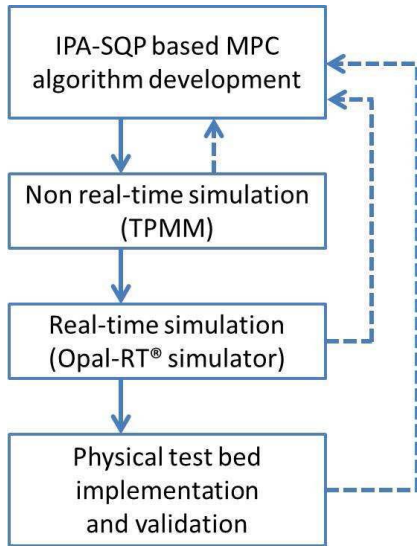 IPA-SQP based MPC
algorithm development
Non real-time simulation
(TPMM)
Real-time simulation
(Opal-RT® simulator)
Physical test bed
implementation
and validation